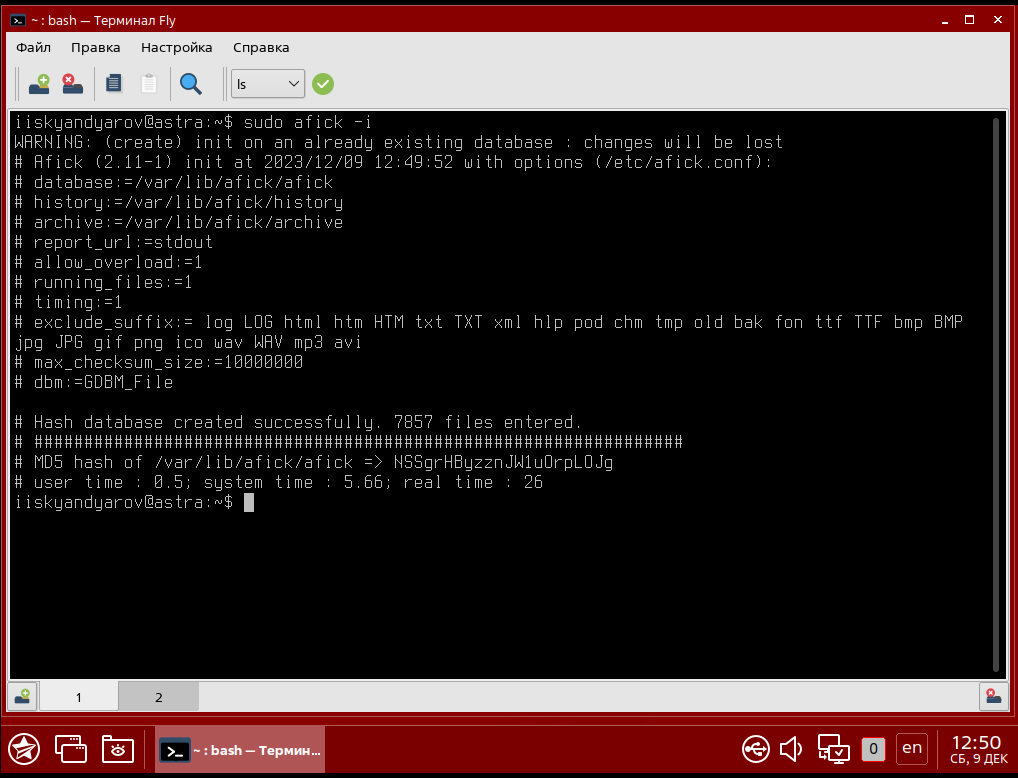 ~ : bash — Терминал Fly
Файл Правка Настройка Справка
ls
iiskyandyarov@astra:~$ sudo afick -i
WARNING: (create) init on an already existing database : changes will be lost
# Afick (2.11-1) init at 2023/12/09 12:49:52 with options (/etc/afick.conf):
# database:=/var/lib/afick/afick
# history:=/var/lib/afick/history
# archive:=/var/lib/afick/archive
# report_url:=stdout
# allow_overload:=1
# running_files:=1
# timing:=1
# exclude_suffix:= log LOG html htm HTM txt TXT xml hlp pod chm tmp old bak fon ttf TTF bmp BMP
jpg JPG gif png ico wav WAV mp3 avi
# max_checksum_size:=10000000
# dbm:=GDBM_File
# Hash database created successfully. 7857 files entered.
# #################################################################
# MD5 hash of /var/lib/afick/afick => NSSgrHByzznJW1uOrpLOJg
# user time : 0.5; system time : 5.66; real time : 26
iiskyandyarov@astra:~$
1 2
~ : bash — Термин... 0 en 12:50
СБ, 9 ДЕК